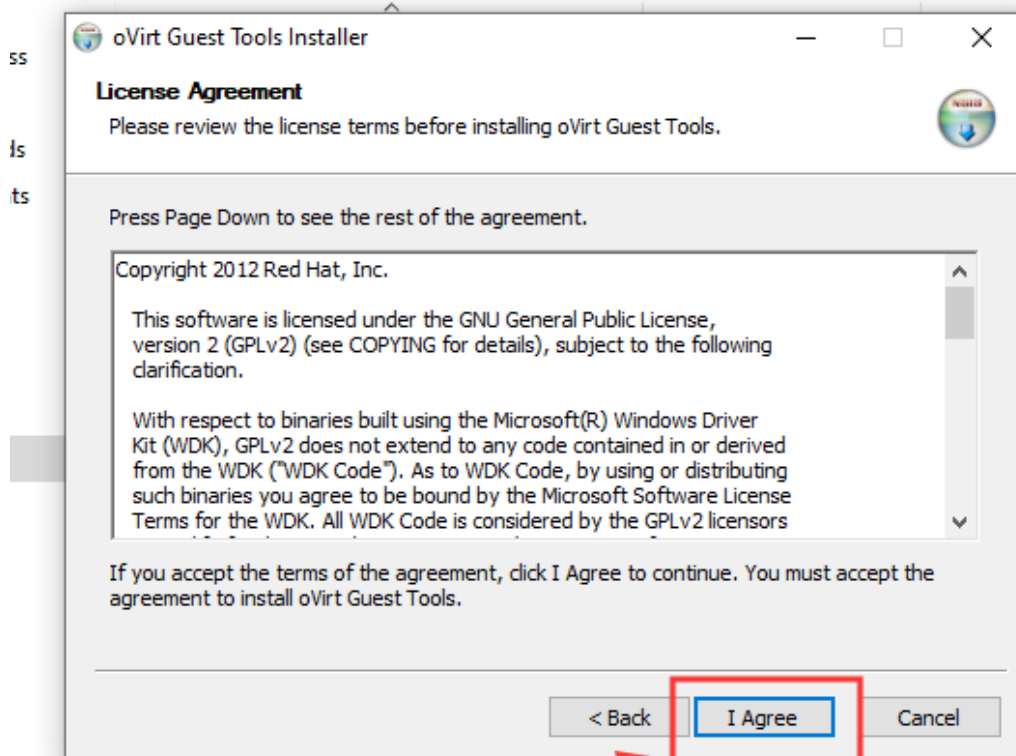 oVirt Guest Tools Installer
ss
License Agreement
Please review the license terms before installing oVirt Guest Tools.
ls
ts
Press Page Down to see the rest of the agreement.
Copyright 2012 Red Hat, Inc.
This software is licensed under the GNU General Public License,
version 2 (GPLv2) (see COPYING for details), subject to the following
clarification.
With respect to binaries built using the Microsoft(R) Windows Driver
Kit (WDK), GPLv2 does not extend to any code contained in or derived
from the WDK ("WDK Code"). As to WDK Code, by using or distributing
such binaries you agree to be bound by the Microsoft Software License
Terms for the WDK. All WDK Code is considered by the GPLv2 licensors
If you accept the terms of the agreement, click I Agree to continue. You must accept the
agreement to install oVirt Guest Tools.
< Back
I Agree
Cancel